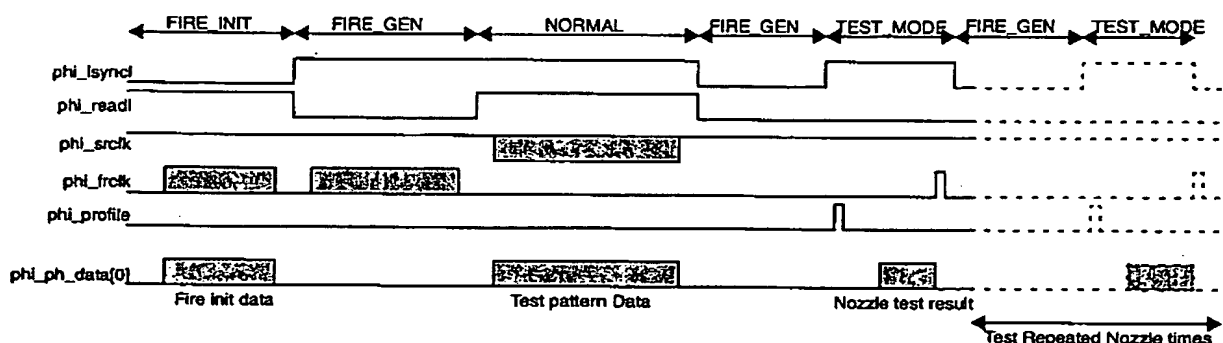 FIRE_INIT FIRE_GEN NORMAL FIRE_GEN TEST_MODE FIRE_GEN TEST_MODE
phi_lsyncl
phi_readl
phi_srclk
phi_frclk
phi_profile
phi_ph_data[0]
Fire init data Test pattern Data Nozzle test result
Test Repeated Nozzle times